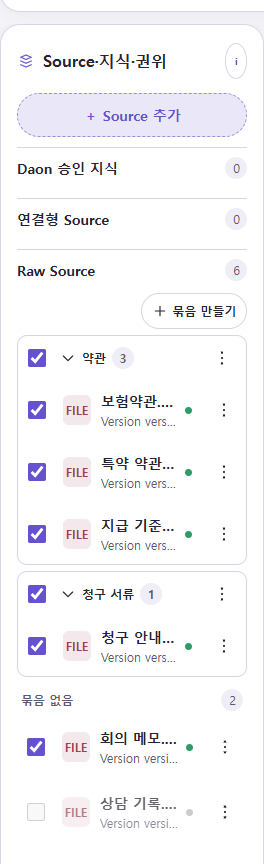 Source·지식·권위
i
+ Source 추가
Daon 승인 지식 0
연결형 Source 0
Raw Source 6
+ 묶음 만들기
약관 3
FILE 보험약관....
Version vers...
FILE 특약 약관...
Version vers...
FILE 지급 기준...
Version vers...
청구 서류 1
FILE 청구 안내...
Version vers...
묶음 없음 2
FILE 회의 메모....
Version versi...
FILE 상담 기록....
Version versi...